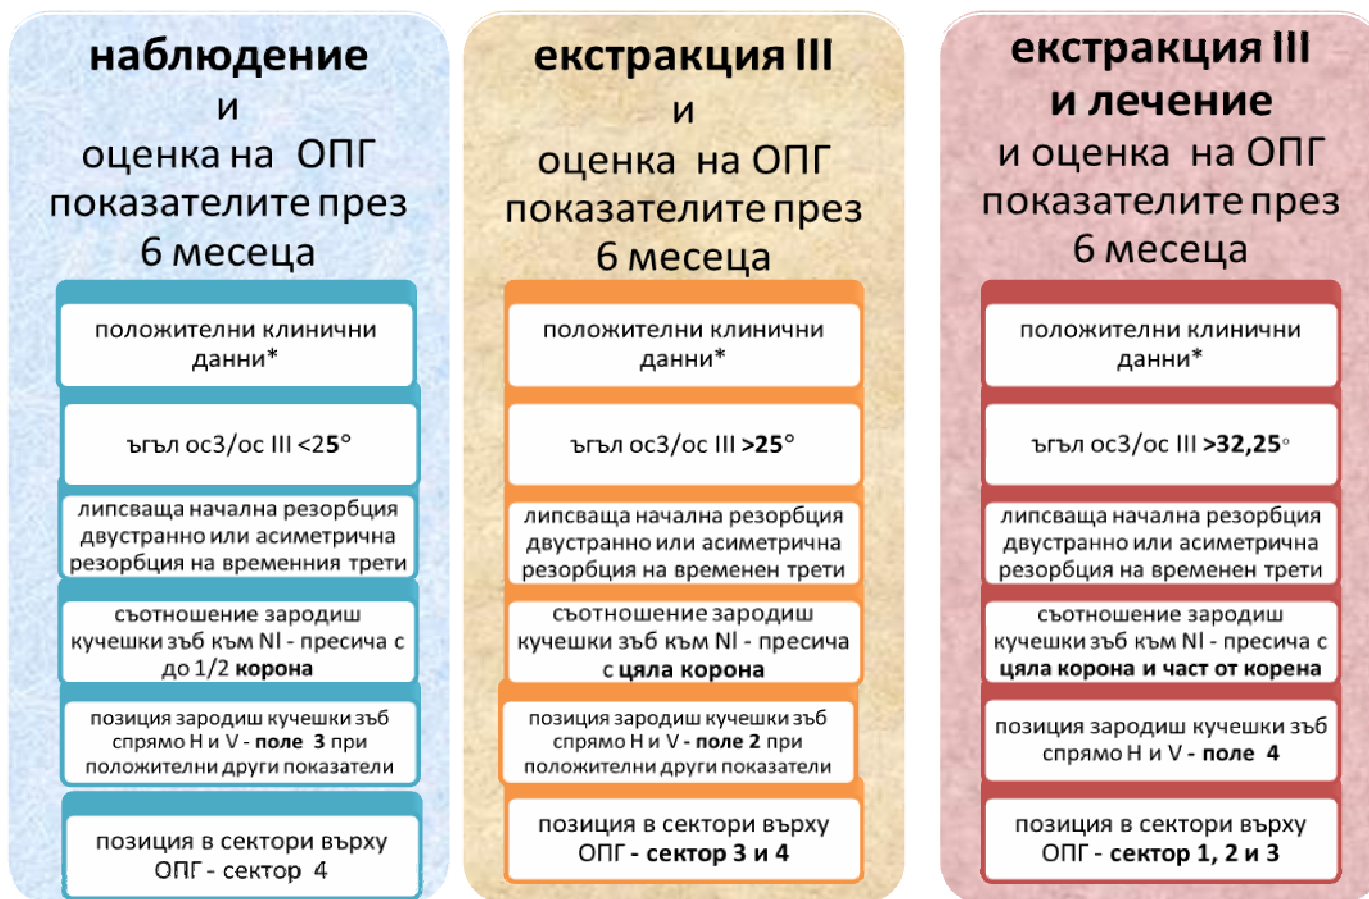 наблюдение
и
оценка на ОПГ
показателите през
6 месеца
положителни клинични
данни*
ъгъл ос3/ос III <25°
липсваща начална резорбция
двустранно или асиметрична
резорбция на временния трети
съотношение зародиш
кучешки зъб към Nl - пресича с
до 1/2 корона
позиция зародиш кучешки зъб
спрямо H и V - поле 3 при
положителни други показатели
позиция в сектори върху
ОПГ - сектор 4
екстракция III
и
оценка на ОПГ
показателите през
6 месеца
положителни клинични
данни*
ъгъл ос3/ос III >25°
липсваща начална резорбция
двустранно или асиметрична
резорбция на временен трети
съотношение зародиш
кучешки зъб към Nl - пресича
с цяла корона
позиция зародиш кучешки зъб
спрямо H и V - поле 2 при
положителни други показатели
позиция в сектори върху
ОПГ - сектор 3 и 4
екстракция III
и лечение
и оценка на ОПГ
показателите през
6 месеца
положителни клинични
данни*
ъгъл ос3/ос III >32,25°
липсваща начална резорбция
двустранно или асиметрична
резорбция на временен трети
съотношение зародиш
кучешки зъб към Nl - пресича с
цяла корона и част от корена
позиция зародиш кучешки зъб
спрямо H и V - поле 4
позиция в сектори върху
ОПГ - сектор 1, 2 и 3